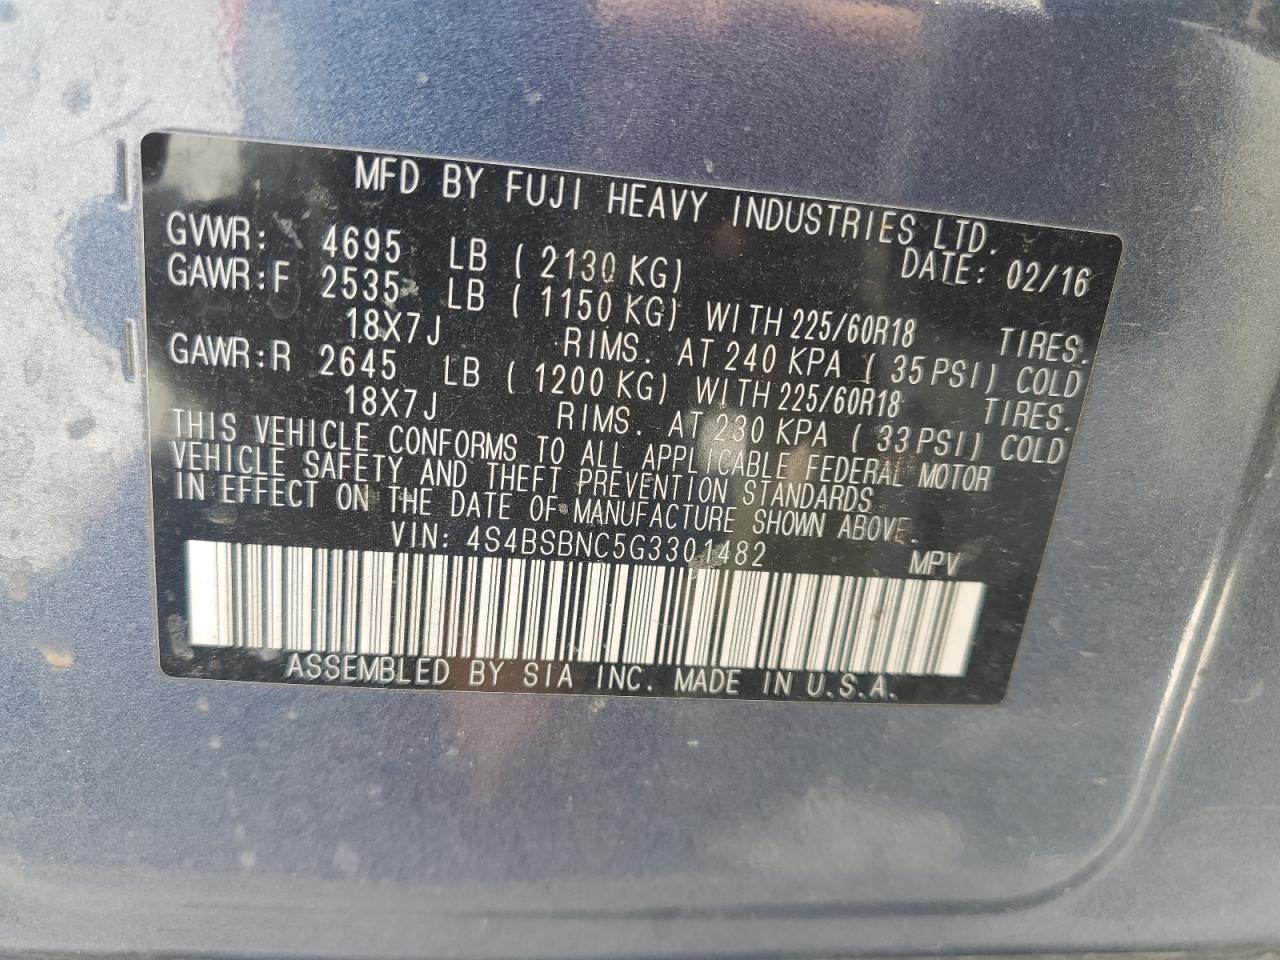 MFD BY FUJI HEAVY INDUSTRIES LTD.
GVWR: 4695 LB ( 2130 KG) DATE: 02/16
GAWR:F 2535 LB ( 1150 KG) WITH 225/60R18 TIRES.
18X7J RIMS. AT 240 KPA ( 35 PSI) COLD
GAWR:R 2645 LB ( 1200 KG) WITH 225/60R18 TIRES.
18X7J RIMS. AT 230 KPA ( 33 PSI) COLD
THIS VEHICLE CONFORMS TO ALL APPLICABLE FEDERAL MOTOR
VEHICLE SAFETY AND THEFT PREVENTION STANDARDS
IN EFFECT ON THE DATE OF MANUFACTURE SHOWN ABOVE.
VIN: 4S4BSBNC5G3301482 MPV
ASSEMBLED BY SIA INC. MADE IN U.S.A.